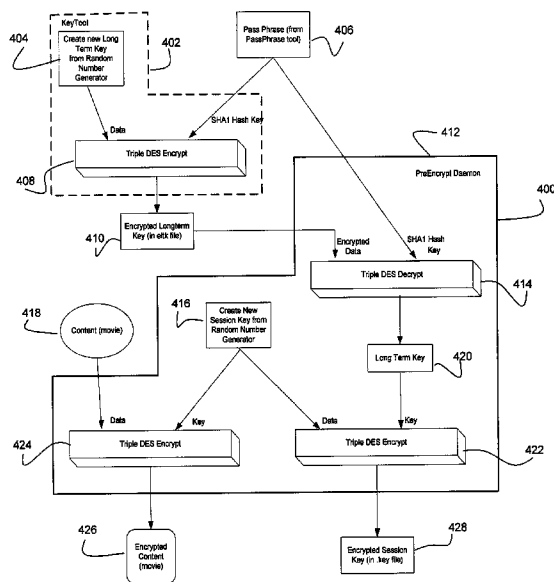 KeyTool
404
Create new Long
Term Key
from Random
Number
Generator
402
Pass Phrase (from
PassPhrase tool)
406
Data
SHA1 Hash Key
Triple DES Encrypt
408
412
PreEncrypt Daemon
400
Encrypted Longterm
Key (in eltk file)
410
Encrypted
Data
SHA1 Hash
Key
Triple DES Decrypt
414
418
Content (movie)
416
Create New
Session Key from
Random Number
Generator
Long Term Key
420
Data
Key
Triple DES Encrypt
424
Data
Key
Triple DES Encrypt
422
426
Encrypted
Content
(movie)
Encrypted Session
Key (in .key file)
428